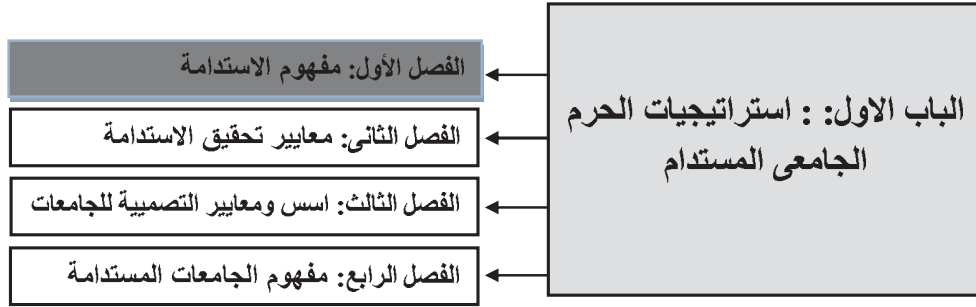 الباب الاول: : استراتيجيات الحرم
الجامعى المستدام
الفصل الأول: مفهوم الاستدامة
الفصل الثانى: معايير تحقيق الاستدامة
الفصل الثالث: اسس ومعايير التصميية للجامعات
الفصل الرابع: مفهوم الجامعات المستدامة